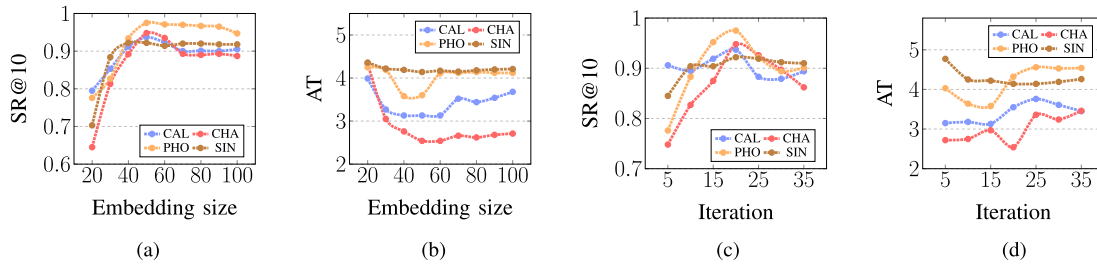 1
0.9
0.8
0.7
0.6
SR@10
CAL CHA
PHO SIN
20 40 60 80 100
Embedding size
(a)
5
4
3
2
AT
CAL CHA
PHO SIN
20 40 60 80 100
Embedding size
(b)
1
0.9
0.8
0.7
SR@10
CAL CHA
PHO SIN
5 15 25 35
Iteration
(c)
5
4
3
2
AT
CAL CHA
PHO SIN
5 15 25 35
Iteration
(d)